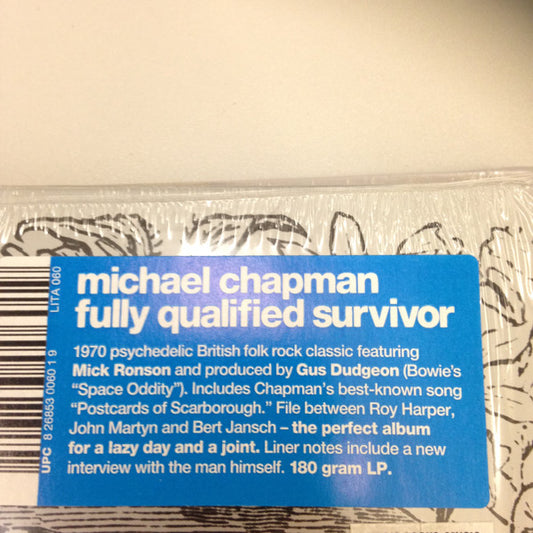 michael chapman
fully qualified survivor
1970 psychedelic British folk rock classic featuring
Mick Ronson and produced by Gus Dudgeon (Bowie's
"Space Oddity"). Includes Chapman's best-known song
"Postcards of Scarborough." File between Roy Harper,
John Martyn and Bert Jansch – the perfect album
for a lazy day and a joint. Liner notes include a new
interview with the man himself. 180 gram LP.
LITA 060
UPC 8 26853 0060 1 9